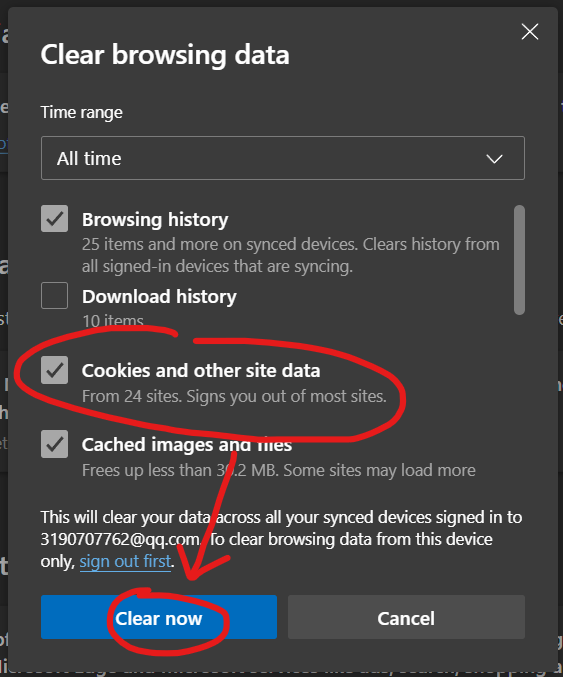 Clear browsing data
Time range
All time
Browsing history
25 items and more on synced devices. Clears history from
all signed-in devices that are syncing.
Download history
10 items
Cookies and other site data
From 24 sites. Signs you out of most sites.
Cached images and files
Frees up less than MB. Some sites may load more
This will clear your data across all your synced devices signed in to
3190707762@qq.com. To clear browsing data from this device
only, sign out first.
Clear now
Cancel